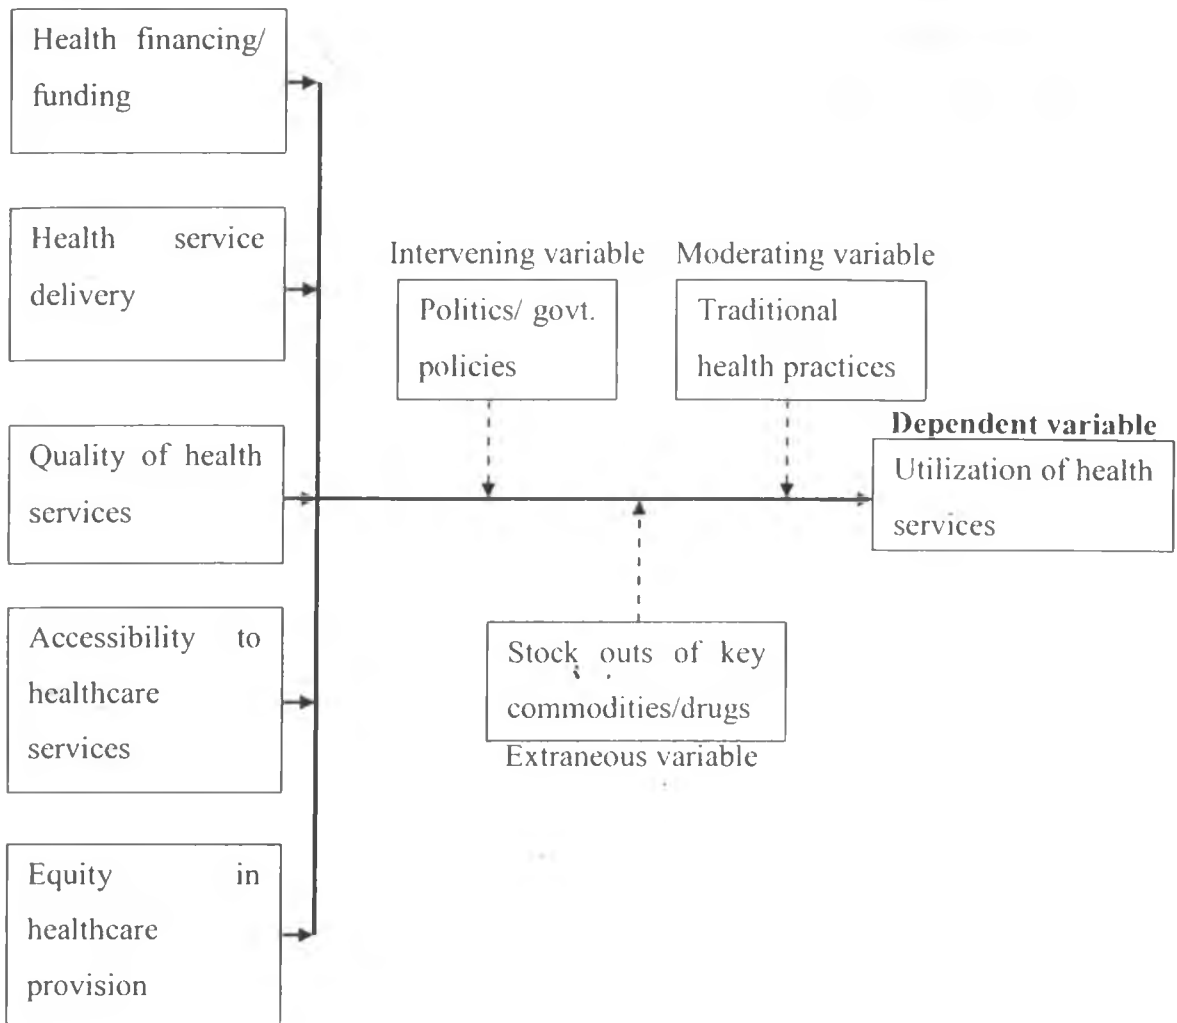 Health financing/
funding
Health service
delivery
Quality of health
services
Accessibility to
healthcare
services
Equity in
healthcare
provision
Intervening variable
Politics/ govt.
policies
Moderating variable
Traditional
health practices
Dependent variable
Utilization of health
services
Stock outs of key
commodities/drugs
Extraneous variable